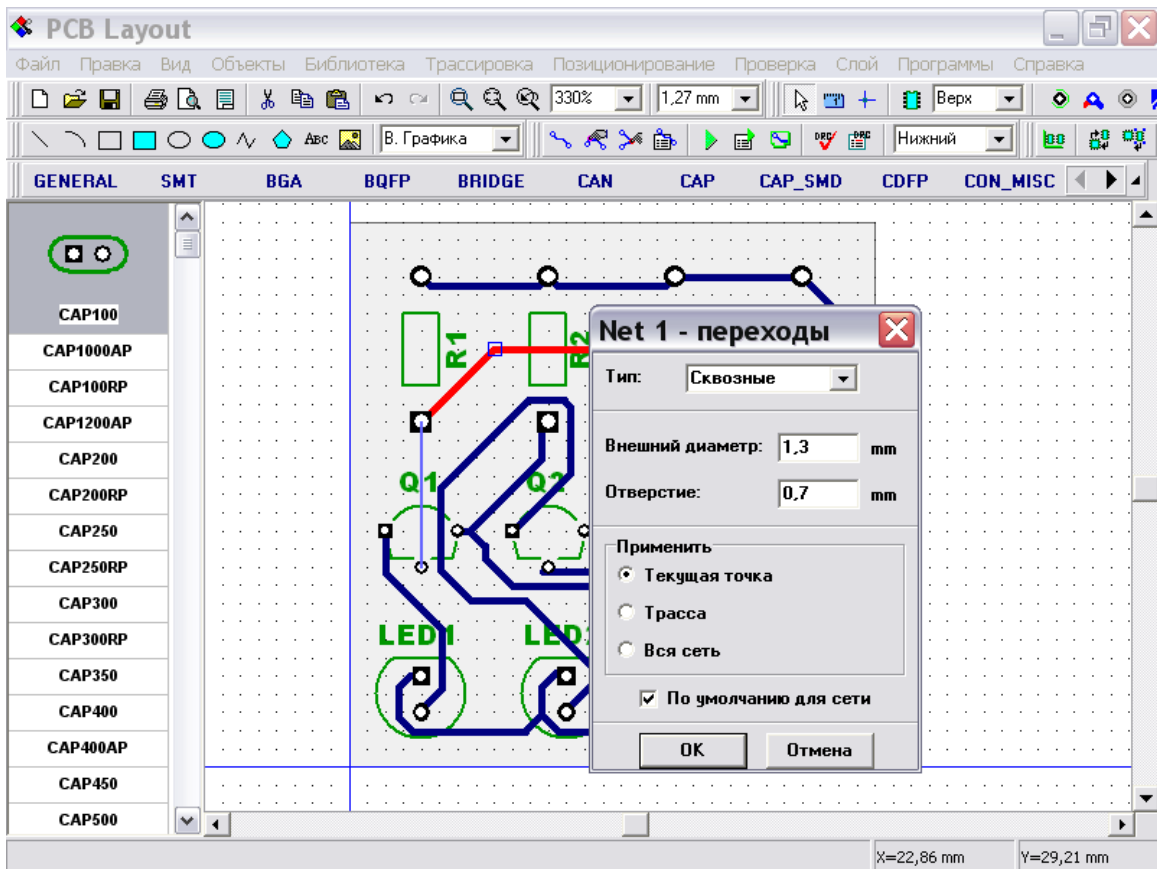 PCB Layout
Файл Правка Вид Объекты Библиотека Трассировка Позиционирование Проверка Слой Программы Справка
330% 1,27 mm Верх
ABC В. Графика DRC DRC Нижний
GENERAL SMT BGA BQFP BRIDGE CAN CAP CAP_SMD CDFP CON_MISC
CAP100
CAP1000AP
CAP100RP
CAP1200AP
CAP200
CAP200RP
CAP250
CAP250RP
CAP300
CAP300RP
CAP350
CAP400
CAP400AP
CAP450
CAP500
R1
R2
Q1
Q2
LED1
Net 1 - переходы
Тип: Сквозные
Внешний диаметр: 1,3 mm
Отверстие: 0,7 mm
Применить
Текущая точка
Трасса
Вся сеть
По умолчанию для сети
OK Отмена
X=22,86 mm Y=29,21 mm